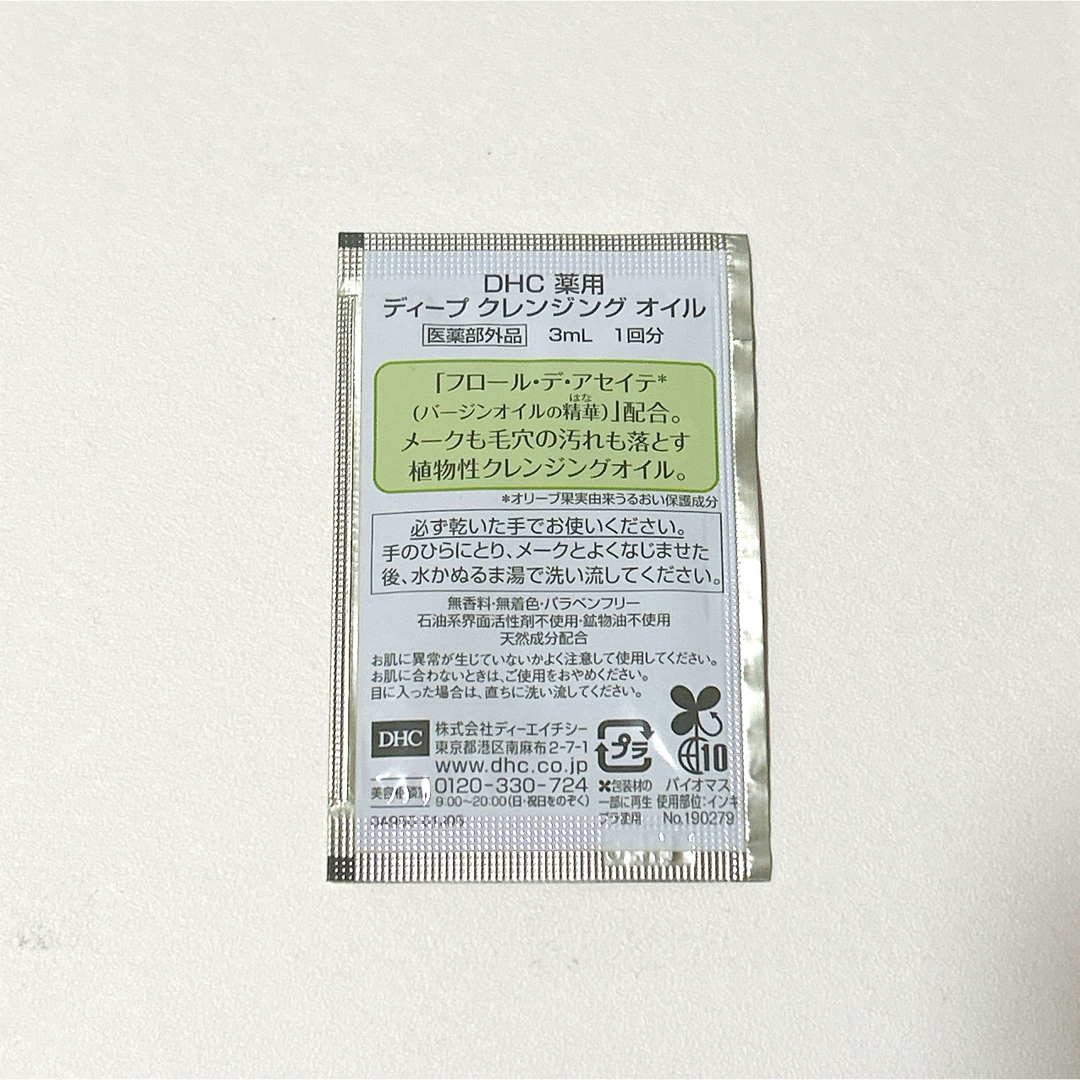 DHC 薬用
ディープ クレンジング オイル
医薬部外品 3mL 1回分
「フロール・デ・アセイテ*
はな
(バージンオイルの精華)」配合。
メークも毛穴の汚れも落とす
植物性クレンジングオイル。
*オリーブ果実由来うるおい保護成分
必ず乾いた手でお使いください。
手のひらにとり、メークとよくなじませた
後、水かぬるま湯で洗い流してください。
無香料・無着色・パラベンフリー
石油系界面活性剤不使用・鉱物油不使用
天然成分配合
お肌に異常が生じていないかよく注意して使用してください。
お肌に合わないときは、ご使用をおやめください。
目に入った場合は、直ちに洗い流してください。
DHC 株式会社ディーエイチシー
東京都港区南麻布2-7-1
www.dhc.co.jp
美容相談 0120-330-724
9:00~20:00(日・祝日をのぞく)
プラ
包装材の
一部に再生
プラ使用
10
バイオマス
使用部位:インキ
No.190279